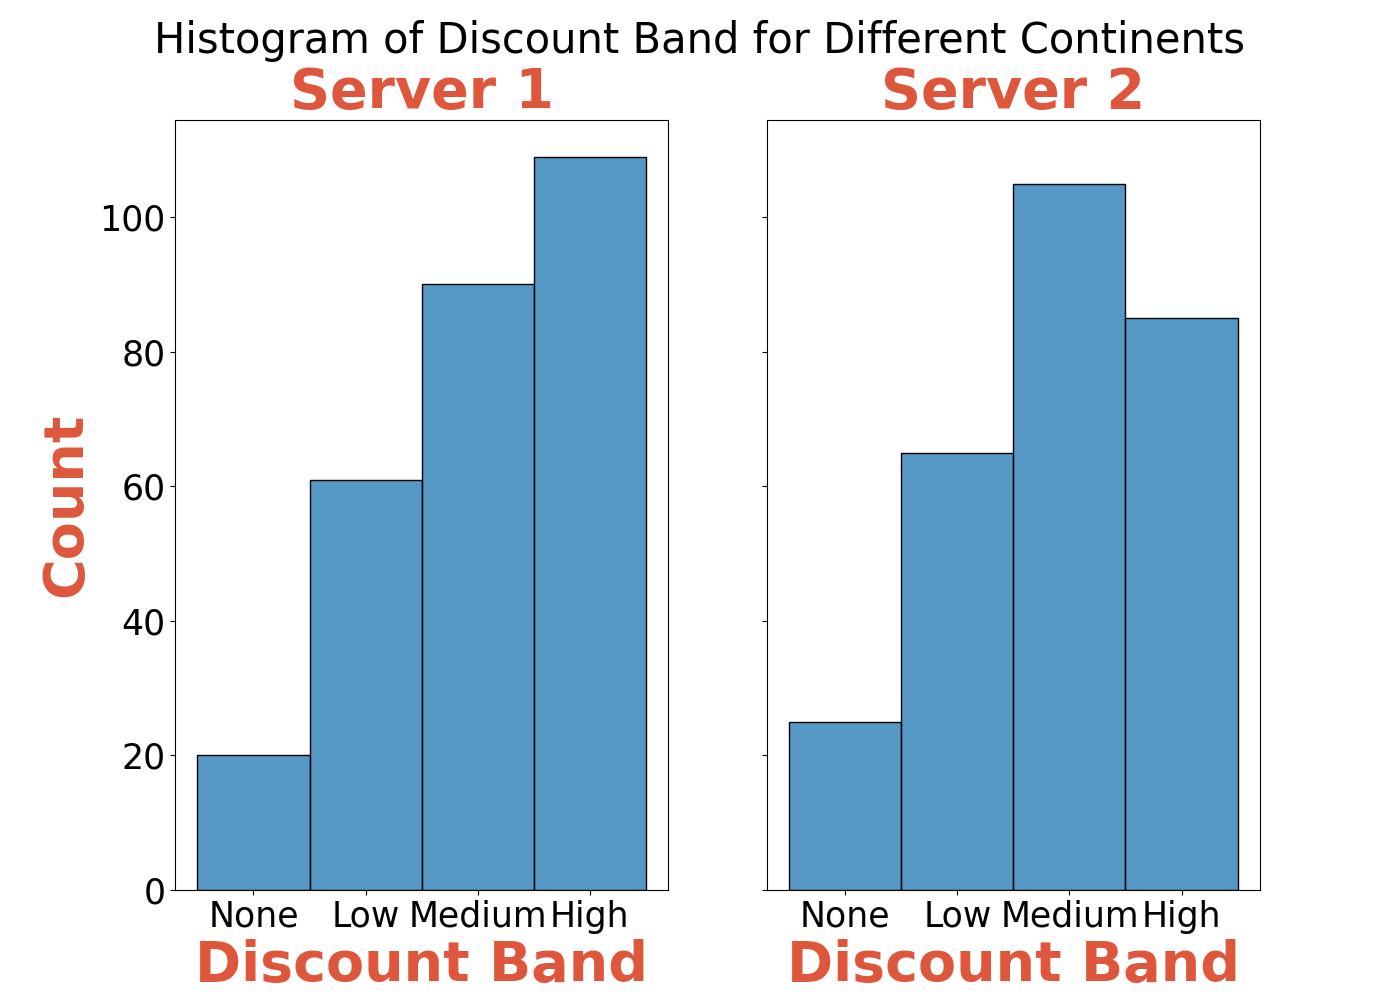 Histogram of Discount Band for Different Continents
Server 1
Server 2
Count
100
80
60
40
20
0
None Low Medium High
None Low Medium High
Discount Band
Discount Band